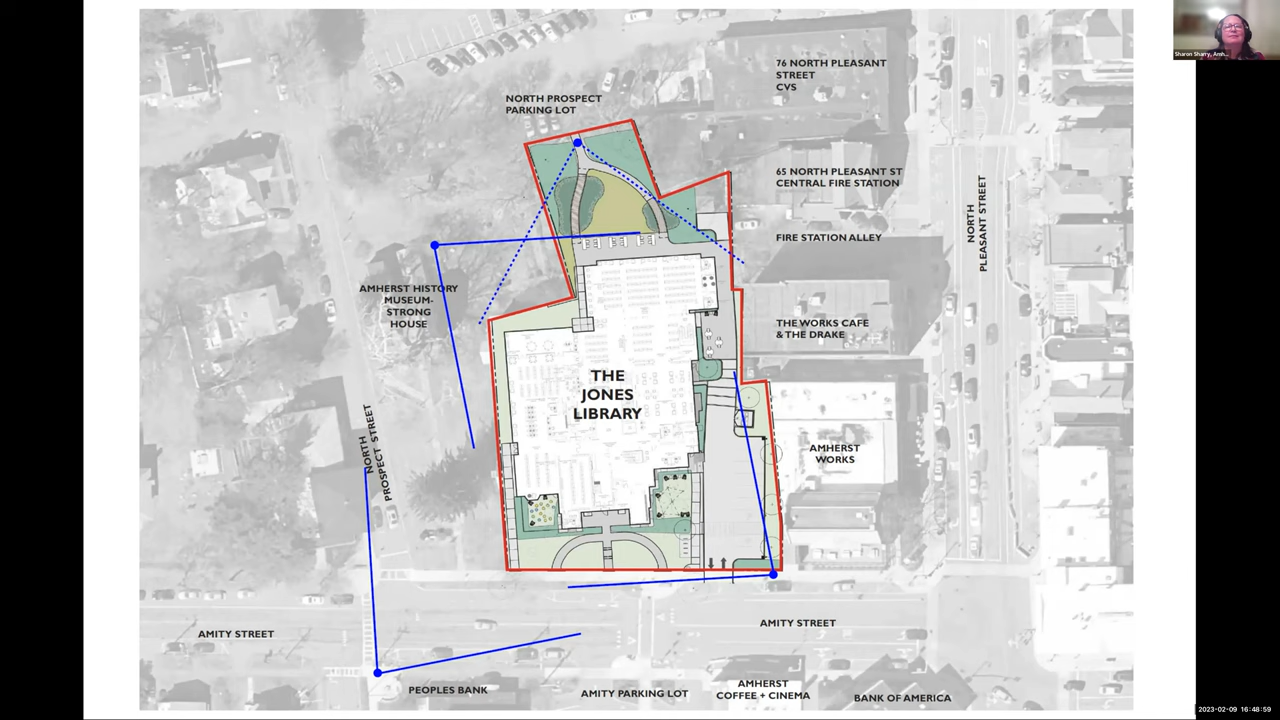 76 NORTH PLEASANT
STREET
CVS
NORTH PROSPECT
PARKING LOT
65 NORTH PLEASANT ST
CENTRAL FIRE STATION
NORTH
PLEASANT STREET
FIRE STATION ALLEY
AMHERST HISTORY
MUSEUM-
STRONG
HOUSE
THE WORKS CAFE
& THE DRAKE
THE
JONES
LIBRARY
NORTH
PROSPECT STREET
AMHERST
WORKS
AMITY STREET
AMITY STREET
PEOPLES BANK
AMITY PARKING LOT
AMHERST
COFFEE + CINEMA
BANK OF AMERICA
Sharon Sharry, Amh...
2023-02-09 16:48:59